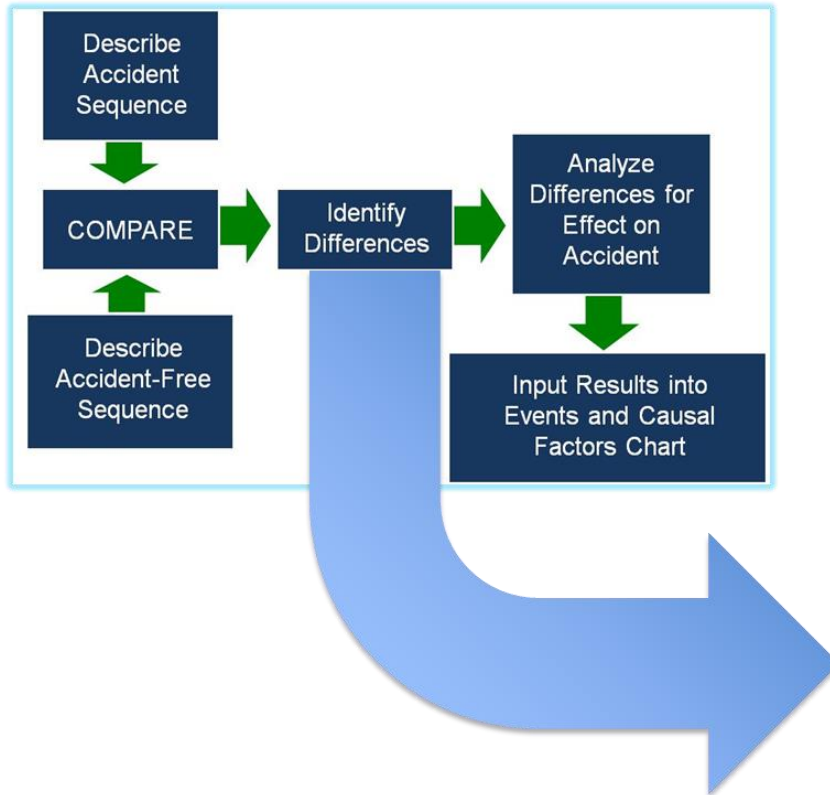 Describe
Accident
Sequence
COMPARE
Describe
Accident-Free
Sequence
Identify
Differences
Analyze
Differences for
Effect on
Accident
Input Results into
Events and Causal
Factors Chart